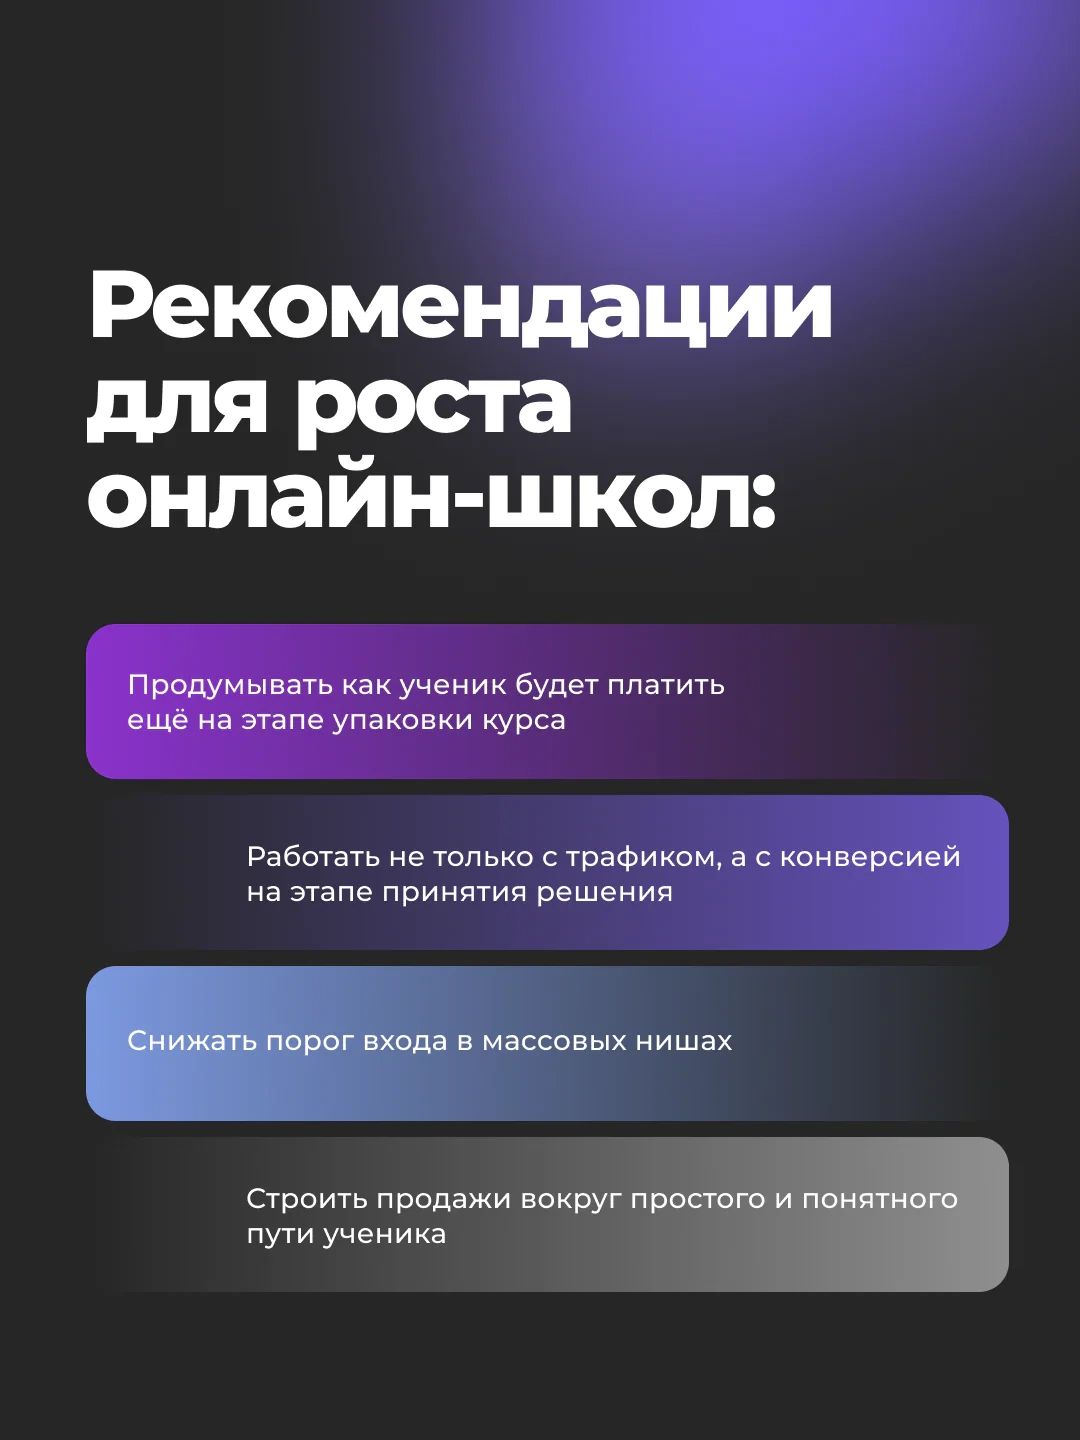 Рекомендации
для роста
онлайн-школ:
Продумывать как ученик будет платить
ещё на этапе упаковки курса
Работать не только с трафиком, а с конверсией
на этапе принятия решения
Снижать порог входа в массовых нишах
Строить продажи вокруг простого и понятного
пути ученика